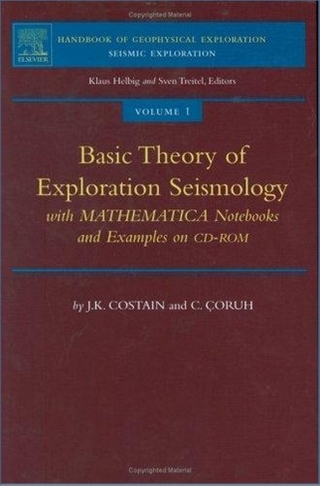 Copyrighted Material
HANDBOOK OF GEOPHYSICAL EXPLORATION
SEISMIC EXPLORATION
ELSEVIER
Klaus Helbig and Sven Treitel, Editors
VOLUME 1
Basic Theory of
Exploration Seismology
with MATHEMATICA Notebooks
and Examples on CD-ROM
by J.K. COSTAIN and C. ÇORUH
Copyrighted Material